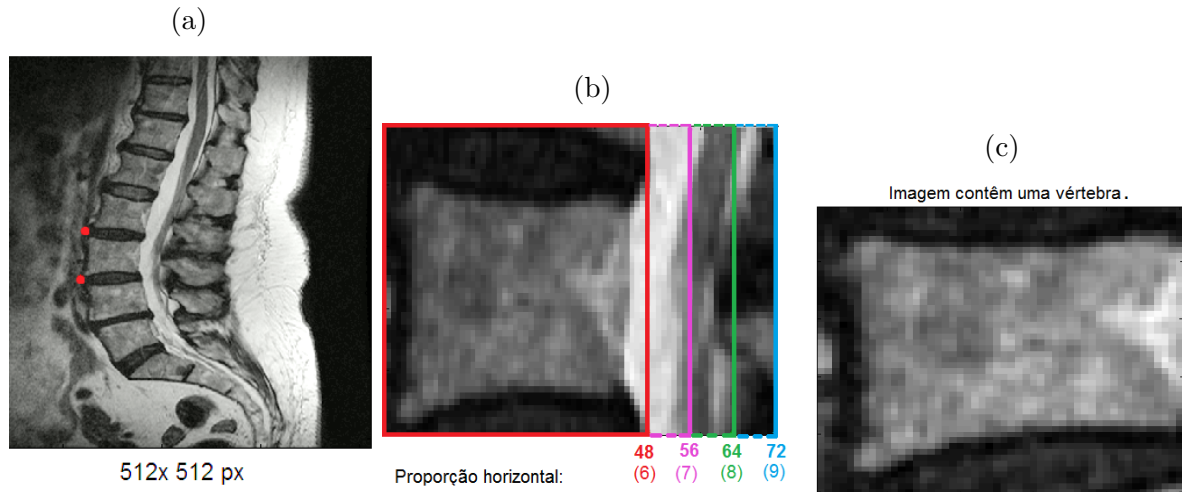 (a)
512x 512 px
(b)
Proporção horizontal:
48 56 64 72
(6) (7) (8) (9)
(c)
Imagem contêm uma vértebra.